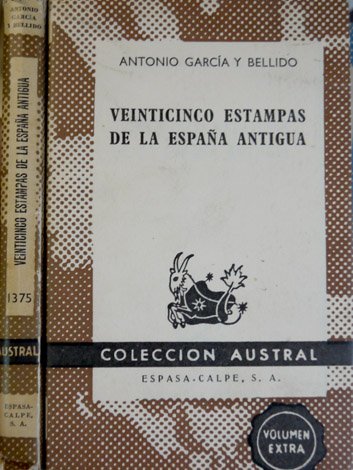 ANTONIO
GARCÍA
Y BELLIDO
VEINTICINCO ESTAMPAS DE LA ESPAÑA ANTIGUA
1375
AUSTRAL
ESPASA-
CALPE,
S. A.
ANTONIO GARCÍA Y BELLIDO
VEINTICINCO ESTAMPAS
DE LA ESPAÑA ANTIGUA
COLECCION AUSTRAL
ESPASA-CALPE, S. A.
VOLUMEN
EXTRA